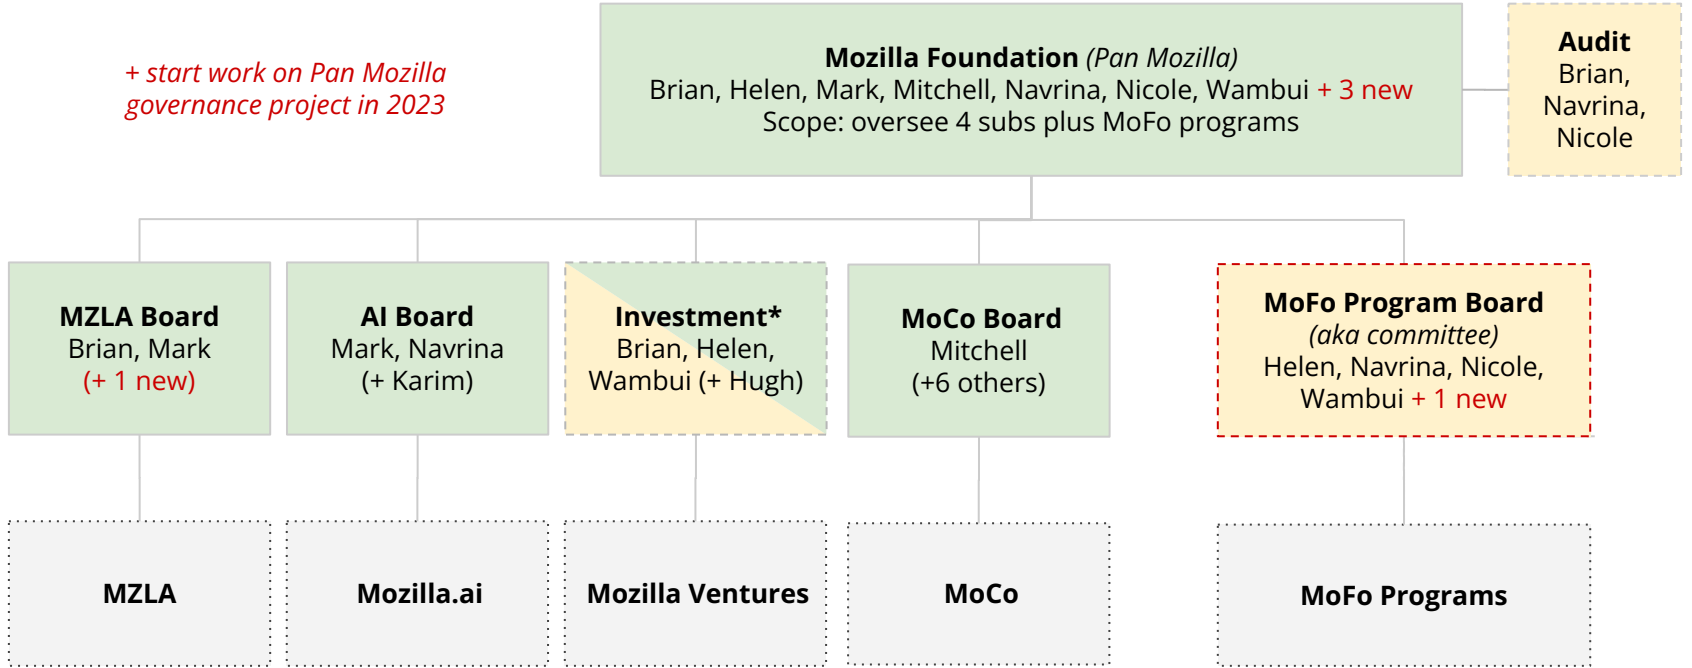 + start work on Pan Mozilla
governance project in 2023
Mozilla Foundation (Pan Mozilla)
Brian, Helen, Mark, Mitchell, Navrina, Nicole, Wambui + 3 new
Scope: oversee 4 subs plus MoFo programs
Audit
Brian,
Navrina,
Nicole
MZLA Board
Brian, Mark
(+ 1 new)
AI Board
Mark, Navrina
(+ Karim)
Investment*
Brian, Helen,
Wambui (+ Hugh)
MoCo Board
Mitchell
(+6 others)
MoFo Program Board
(aka committee)
Helen, Navrina, Nicole,
Wambui + 1 new
MZLA
Mozilla.ai
Mozilla Ventures
MoCo
MoFo Programs